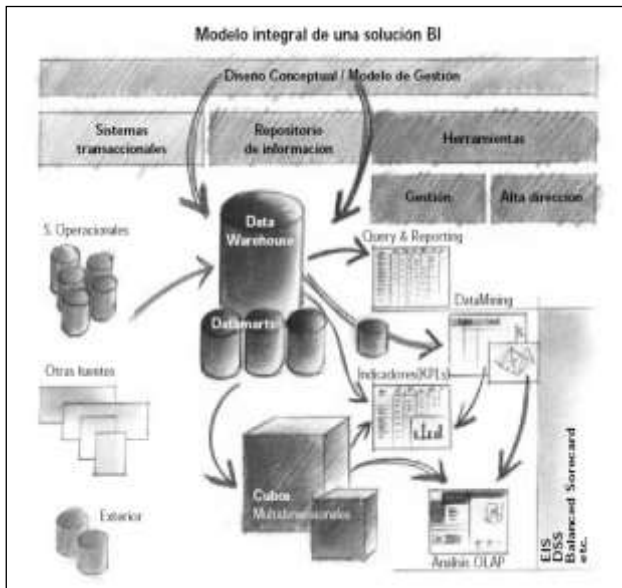 Modelo integral de una solución BI
Diseño Conceptual / Modelo de Gestión
Sistemas
transaccionales
Repositorio
de información
Herramientas
Gestión
Alta dirección
S. Operacionales
Data
Warehouse
Datamarts
Query & Reporting
DataMining
Otras fuentes
Indicadores(KPLs)
Cubos
Multidimensionales
Exterior
Análisis OLAP
EIS
DSS
Balanced Sorecard
etc.